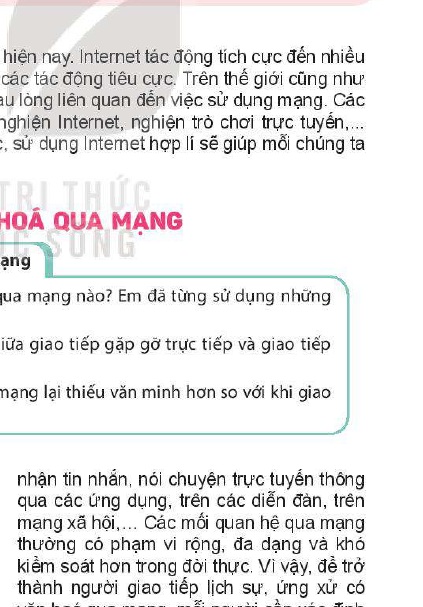 hiện nay. Internet tác động tích cực đến nhiều
các tác động tiêu cực. Trên thế giới cũng như
lòng liên quan đến việc sử dụng mạng. Các
nghiện Internet, nghiện trò chơi trực tuyến,...
sử dụng Internet hợp lí sẽ giúp mỗi chúng ta
TRI THỨC
HOÁ QUA MẠNG
SỐNG
ạng
qua mạng nào? Em đã từng sử dụng những
giao tiếp gặp gỡ trực tiếp và giao tiếp
mạng lại thiếu văn minh hơn so với khi giao
nhận tin nhắn, nói chuyện trực tuyến thông
qua các ứng dụng, trên các diễn đàn, trên
mạng xã hội,... Các mối quan hệ qua mạng
thường có phạm vi rộng, đa dạng và khó
kiểm soát hơn trong đời thực. Vì vậy, để trở
thành người giao tiếp lịch sự, ứng xử có